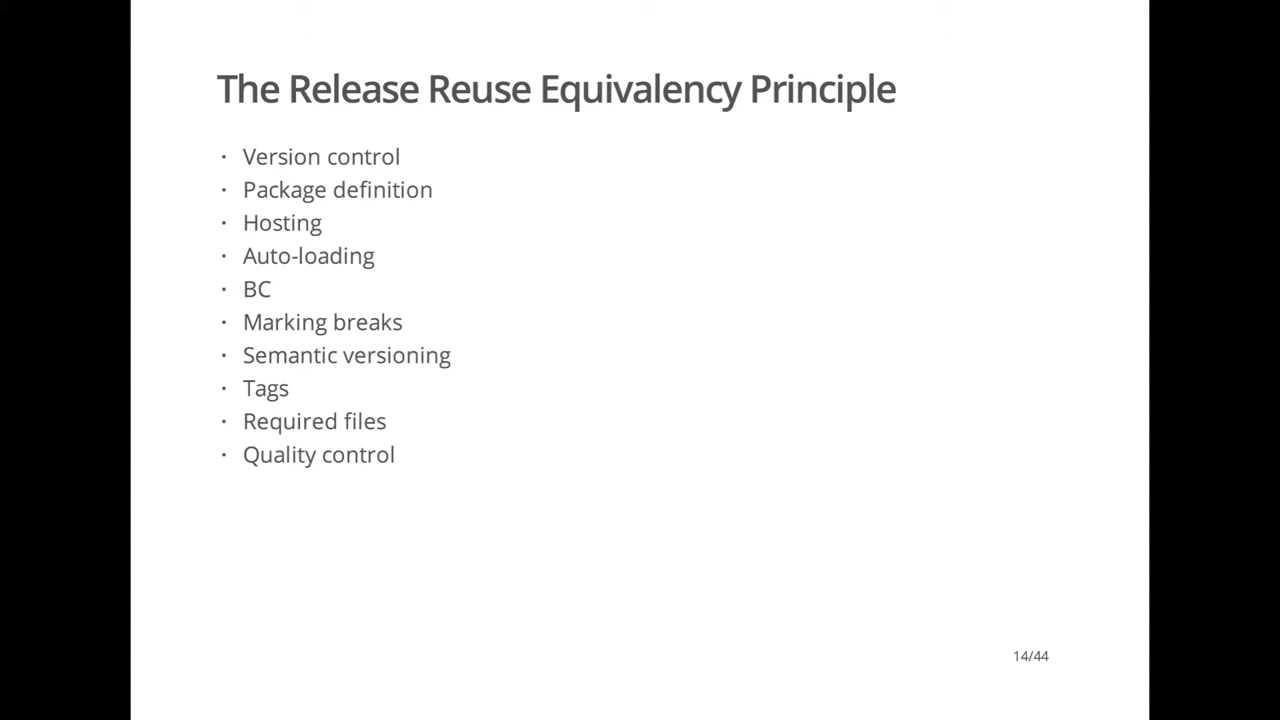 The Release Reuse Equivalency Principle
· Version control
· Package definition
· Hosting
· Auto-loading
· BC
· Marking breaks
· Semantic versioning
· Tags
· Required files
· Quality control
14/44